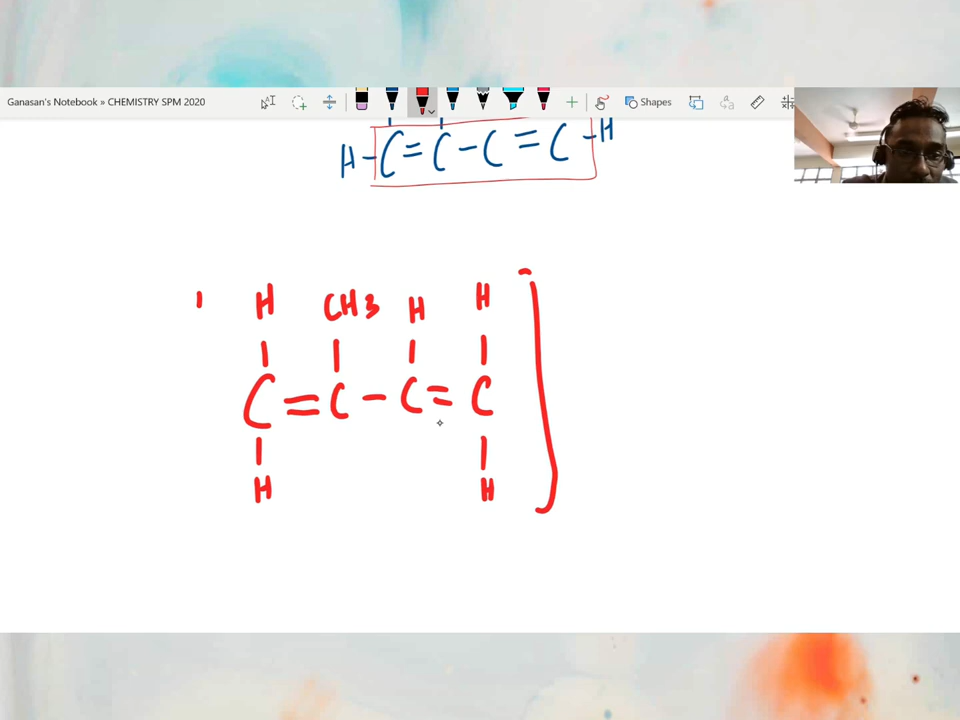 Ganasan's Notebook » CHEMISTRY SPM 2020
Shapes
H-C=C-C=C-H
H CH3 H H
C=C-C=C
H H